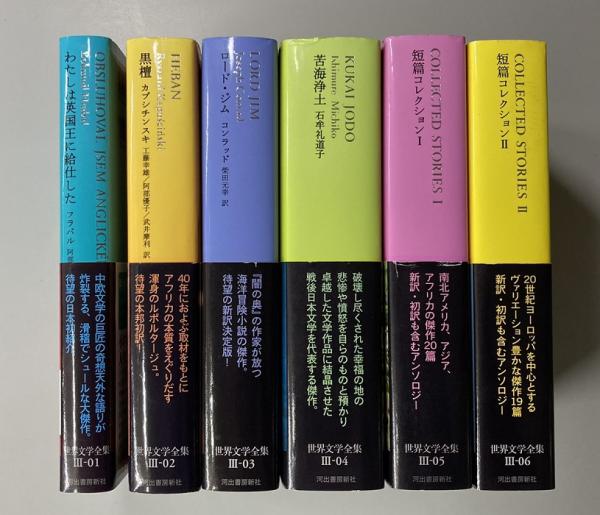 OBSLUHOVAL JSEM ANGLICKÉ
わたしは英国王に給仕した
フラバル 阿部
中欧文学の巨匠の奇想天外な語りが
炸裂する、滑稽でシュールな大傑作。
待望の日本初紹介
世界文学全集
III-01
河出書房新社
HEBAN
黒檀
カプシチンスキ 工藤幸雄/阿部優子/武井摩利 訳
40年におよぶ取材をもとに
アフリカの本質をえぐりだす
渾身のルポルタージュ。
待望の本邦初訳!
世界文学全集
III-02
河出書房新社
LORD JIM
ロード・ジム
コンラッド 柴田元幸 訳
『闇の奥』の作家が放つ
海洋冒険小説の傑作。
待望の新訳決定版!
世界文学全集
III-03
河出書房新社
KUKAI JODO
Ishimure Michiko
苦海浄土
石牟礼道子
破壊し尽くされた幸福の地の
悲惨や憤怒を自らのものと預かり
卓越した文学作品に結晶させた
戦後日本文学を代表する傑作。
世界文学全集
III-04
河出書房新社
COLLECTED STORIES I
短篇コレクション I
南北アメリカ、アジア、
アフリカの傑作20篇
新訳・初訳も含むアンソロジー
世界文学全集
III-05
河出書房新社
COLLECTED STORIES II
短篇コレクション II
20世紀ヨーロッパを中心とする
ヴァリエーション豊かな傑作19篇
新訳・初訳も含むアンソロジー
世界文学全集
III-06
河出書房新社